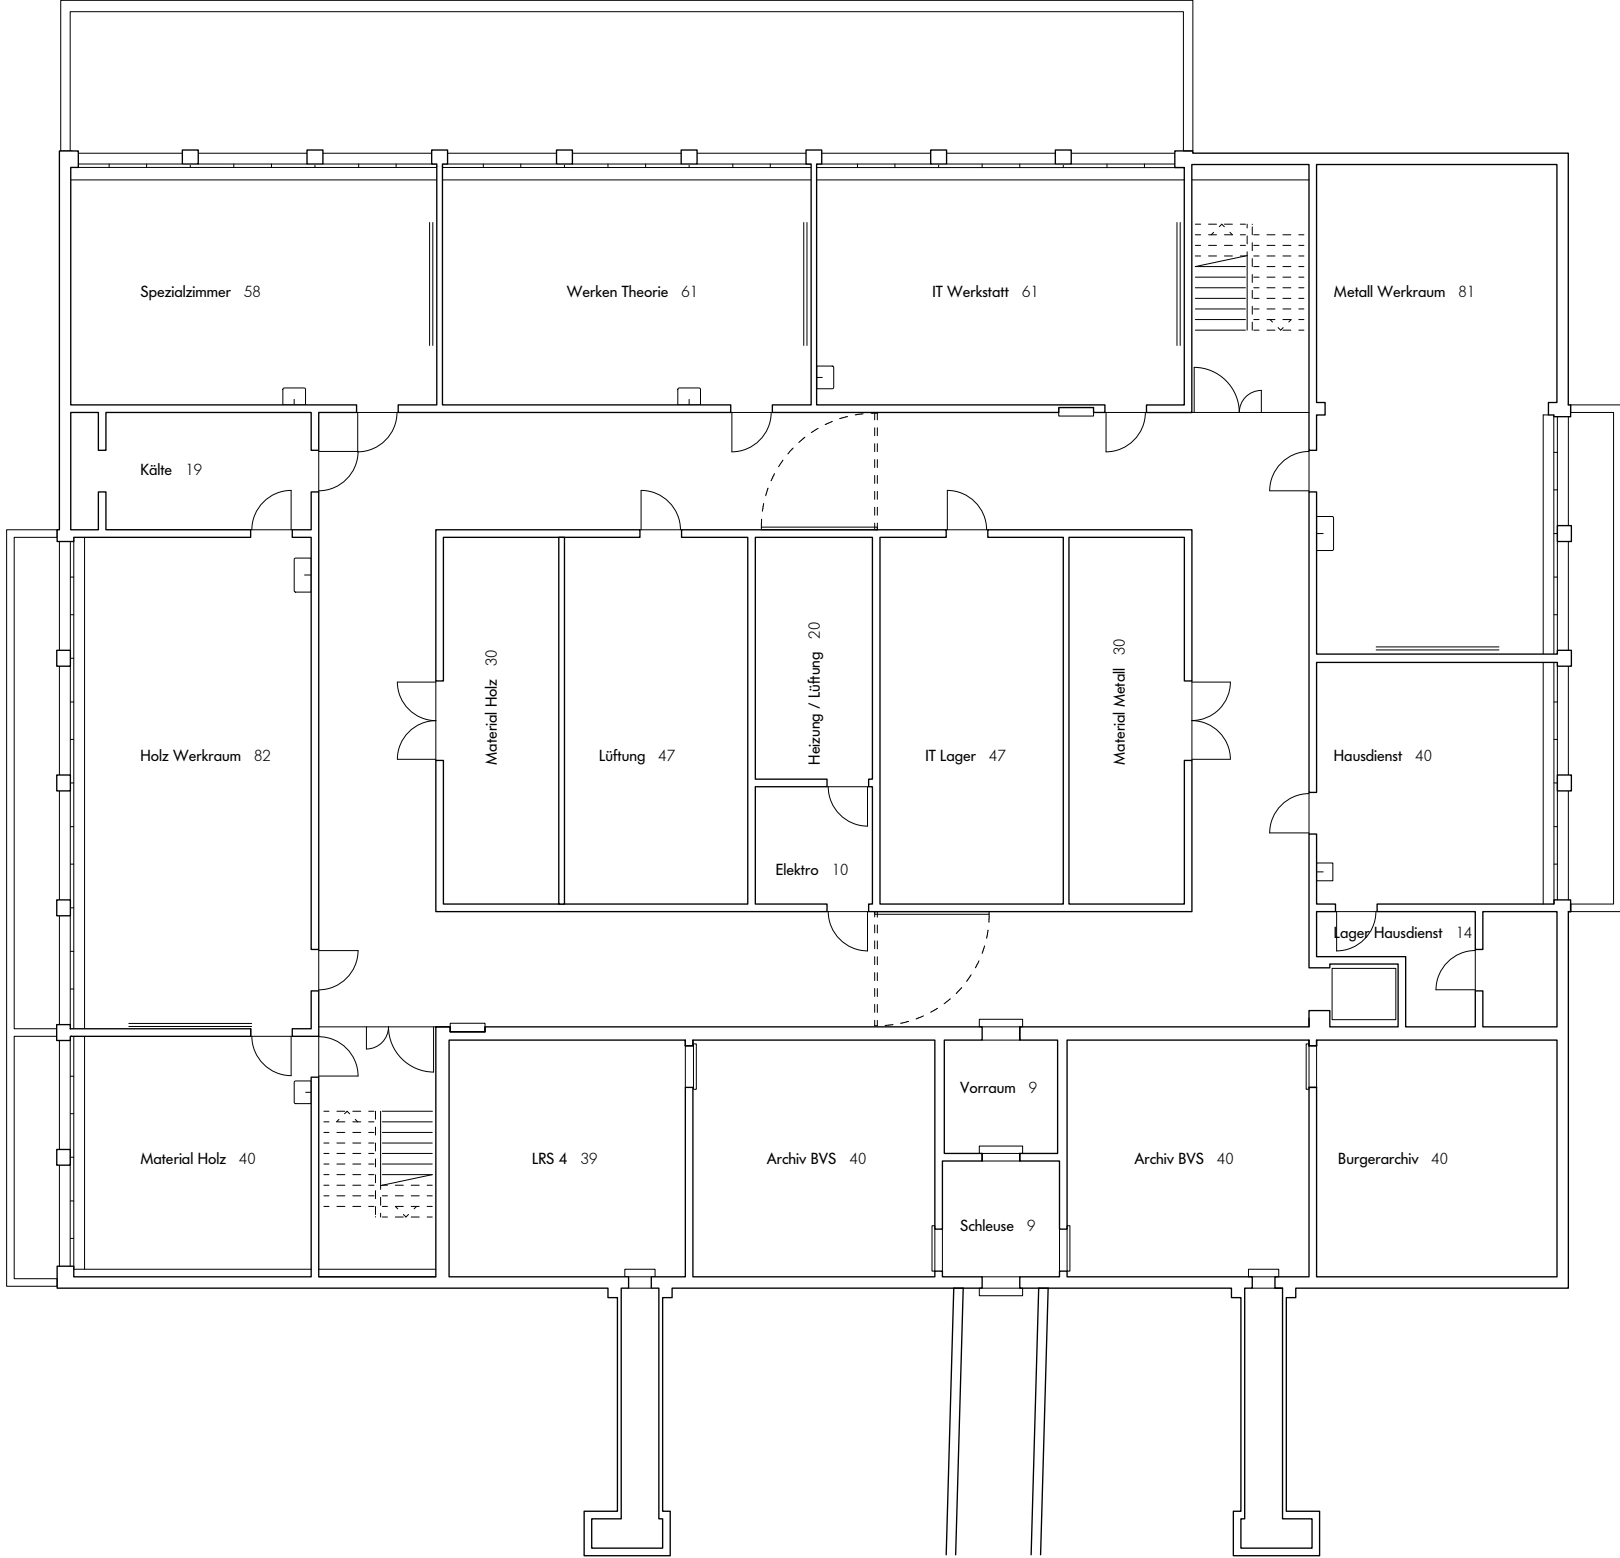 Spezialzimmer 58
Werken Theorie 61
IT Werkstatt 61
Metall Werkraum 81
Kälte 19
Material Holz 30
Heizung / Lüftung 20
Material Metall 30
Holz Werkraum 82
Lüftung 47
IT Lager 47
Hausdienst 40
Elektro 10
Lager Hausdienst 14
Vorraum 9
Material Holz 40
LRS 4 39
Archiv BVS 40
Archiv BVS 40
Burgerarchiv 40
Schleuse 9